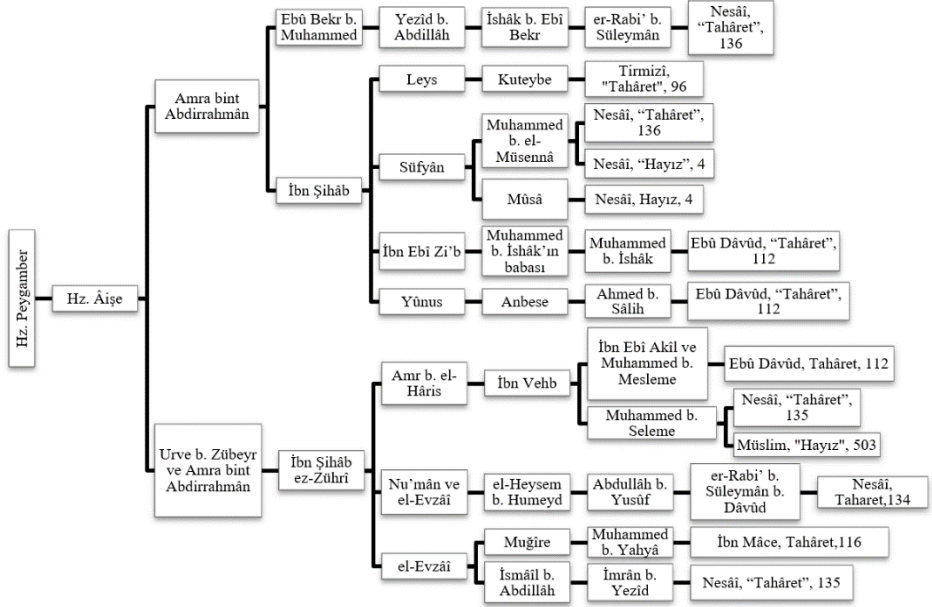 Hz. Peygamber
Hz. Âişe
Amra bint
Abdirrahmân
Ebû Bekr b.
Muhammed
Yezîd b.
Abdillâh
İshâk b. Ebî
Bekr
er-Rabi’ b.
Süleymân
Nesâî,
“Tahâret”,
136
İbn Şihâb
Leys
Kuteybe
Tirmizî,
"Tahâret", 96
Süfyân
Muhammed
b. el-
Müsennâ
Nesâî, “Tahâret”,
136
Nesâî, “Hayız”, 4
Mûsâ
Nesâî, Hayız, 4
İbn Ebî Zi’b
Muhammed
b. İshâk’ın
babası
Muhammed
b. İshâk
Ebû Dâvûd, “Tahâret”,
112
Yûnus
Anbese
Ahmed b.
Sâlih
Ebû Dâvûd, “Tahâret”,
112
Urve b. Zübeyr
ve Amra bint
Abdirrahmân
İbn Şihâb
ez-Zührî
Amr b. el-
Hâris
İbn Vehb
İbn Ebî Akîl ve
Muhammed b.
Mesleme
Ebû Dâvûd, Tahâret, 112
Muhammed b.
Seleme
Nesâî, “Tahâret”,
135
Müslim, "Hayız", 503
Nu’mân ve
el-Evzâî
el-Heysem
b. Humeyd
Abdullâh b.
Yusûf
er-Rabi’ b.
Süleymân b.
Dâvûd
Nesâî,
Taharet,134
el-Evzâî
Muğîre
Muhammed
b. Yahyâ
İbn Mâce, Tahâret,116
İsmâîl b.
Abdillâh
İmrân b.
Yezîd
Nesâî, “Tahâret”, 135